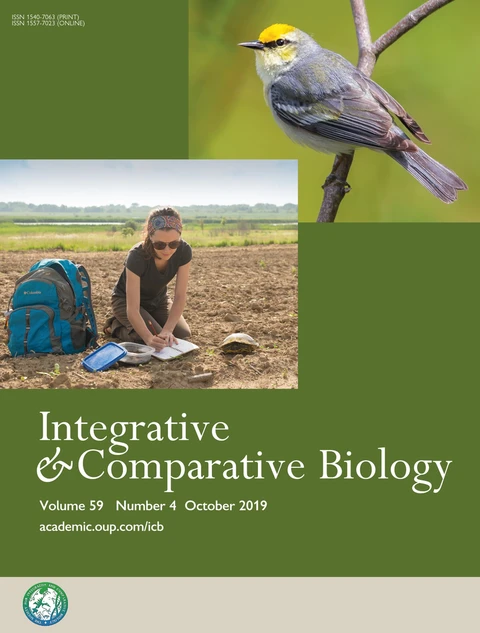 ISSN 1540-7063 (PRINT)
ISSN 1557-7023 (ONLINE)
Columbia
Integrative
& Comparative Biology
Volume 59 Number 4 October 2019
academic.oup.com/icb